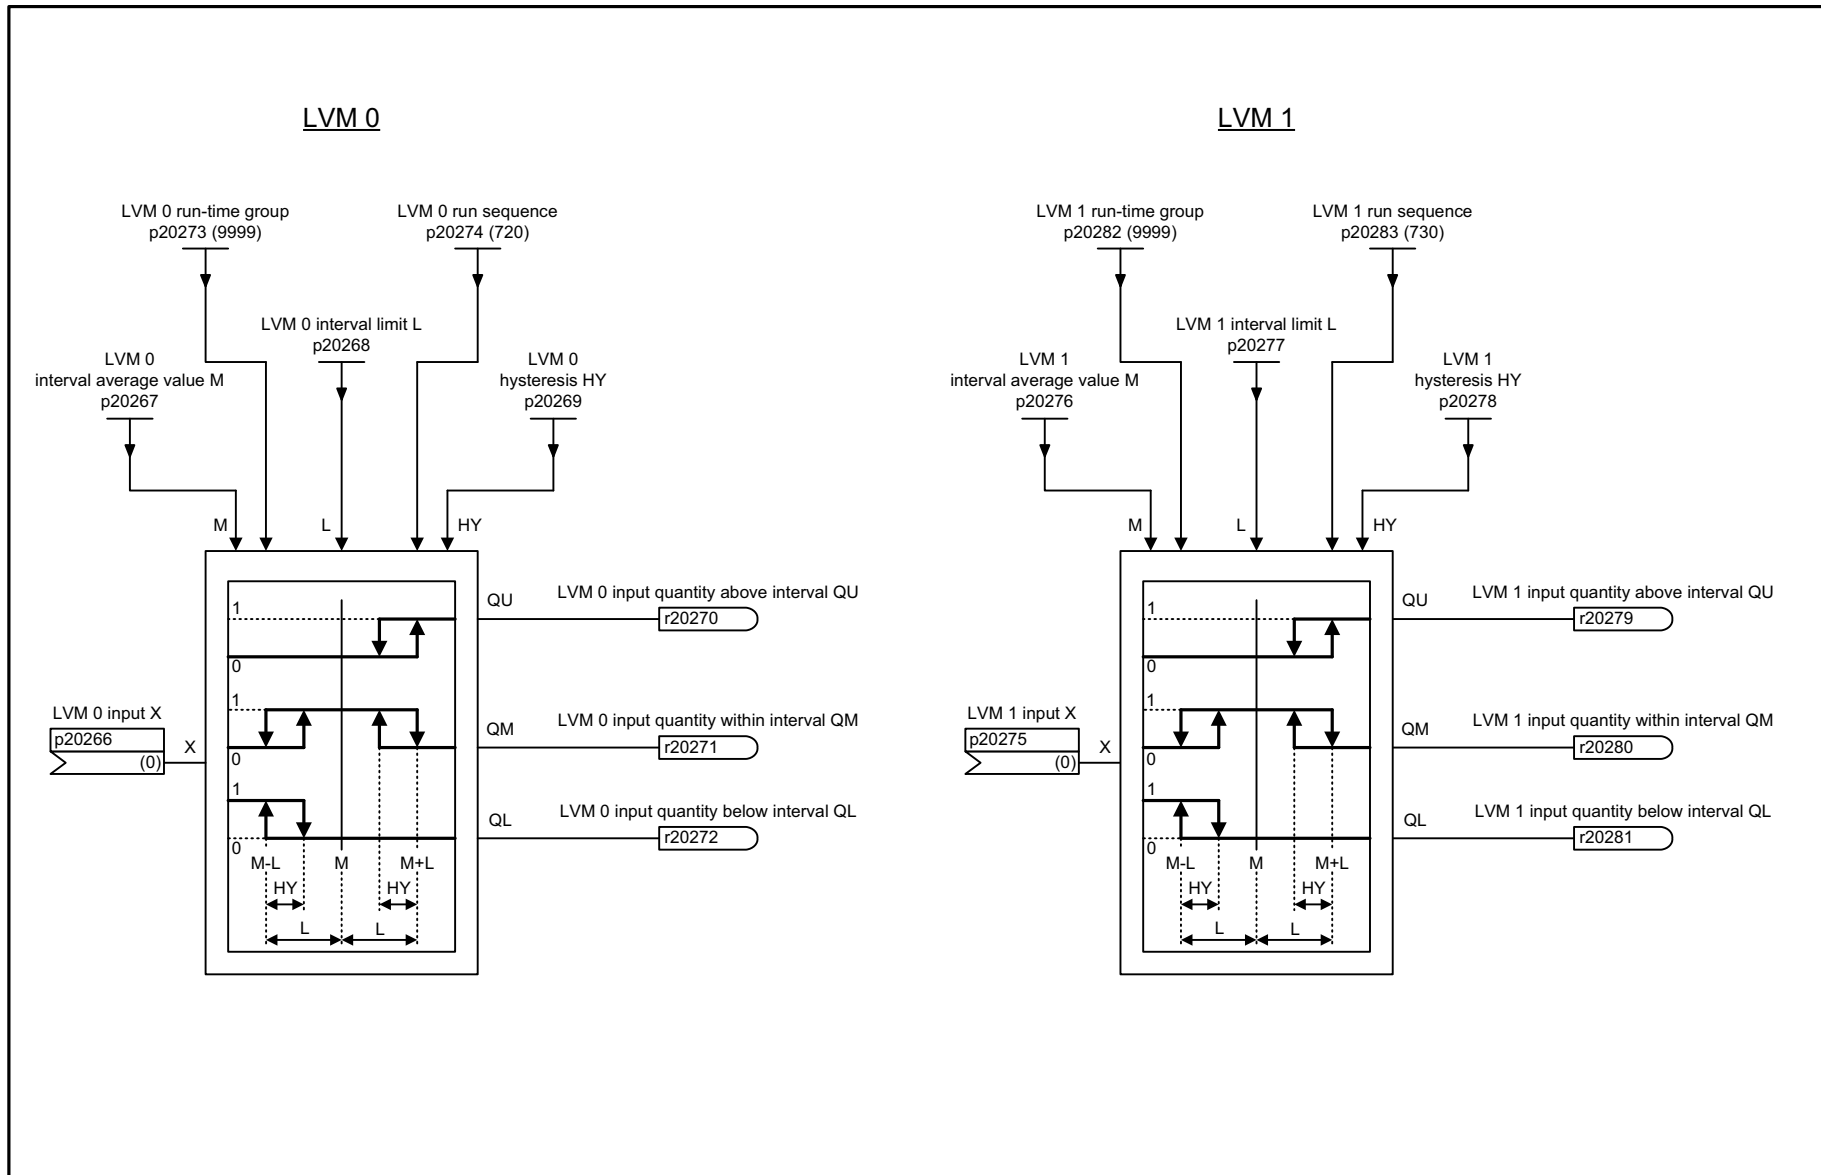 LVM 0
LVM 0 run-time group
p20273 (9999)
LVM 0 run sequence
p20274 (720)
LVM 0 interval limit L
p20268
LVM 0
interval average value M
p20267
LVM 0
hysteresis HY
p20269
M
L
HY
LVM 0 input X
p20266
(0)
X
1
0
1
0
1
0
M-L
M
M+L
HY
HY
L
L
QU
LVM 0 input quantity above interval QU
r20270
QM
LVM 0 input quantity within interval QM
r20271
QL
LVM 0 input quantity below interval QL
r20272
LVM 1
LVM 1 run-time group
p20282 (9999)
LVM 1 run sequence
p20283 (730)
LVM 1 interval limit L
p20277
LVM 1
interval average value M
p20276
LVM 1
hysteresis HY
p20278
M
L
HY
LVM 1 input X
p20275
(0)
X
1
0
1
0
1
0
M-L
M
M+L
HY
HY
L
L
QU
LVM 1 input quantity above interval QU
r20279
QM
LVM 1 input quantity within interval QM
r20280
QL
LVM 1 input quantity below interval QL
r20281